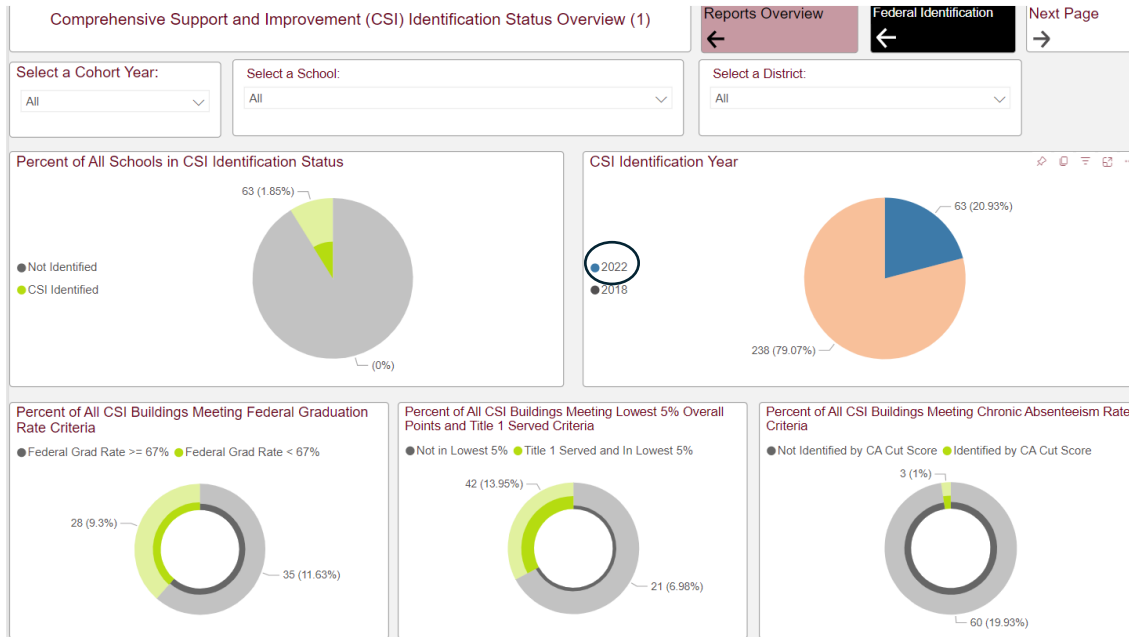 Comprehensive Support and Improvement (CSI) Identification Status Overview (1)
Reports Overview
Federal Identification
Next Page
Select a Cohort Year:
All
Select a School:
All
Select a District:
All
Percent of All Schools in CSI Identification Status
63 (1.85%)
Not Identified
CSI Identified
(0%)
CSI Identification Year
63 (20.93%)
2022
2018
238 (79.07%)
Percent of All CSI Buildings Meeting Federal Graduation
Rate Criteria
Federal Grad Rate >= 67% Federal Grad Rate < 67%
28 (9.3%)
35 (11.63%)
Percent of All CSI Buildings Meeting Lowest 5% Overall
Points and Title 1 Served Criteria
Not in Lowest 5% Title 1 Served and In Lowest 5%
42 (13.95%)
21 (6.98%)
Percent of All CSI Buildings Meeting Chronic Absenteeism Rate
Criteria
Not Identified by CA Cut Score Identified by CA Cut Score
3 (1%)
60 (19.93%)